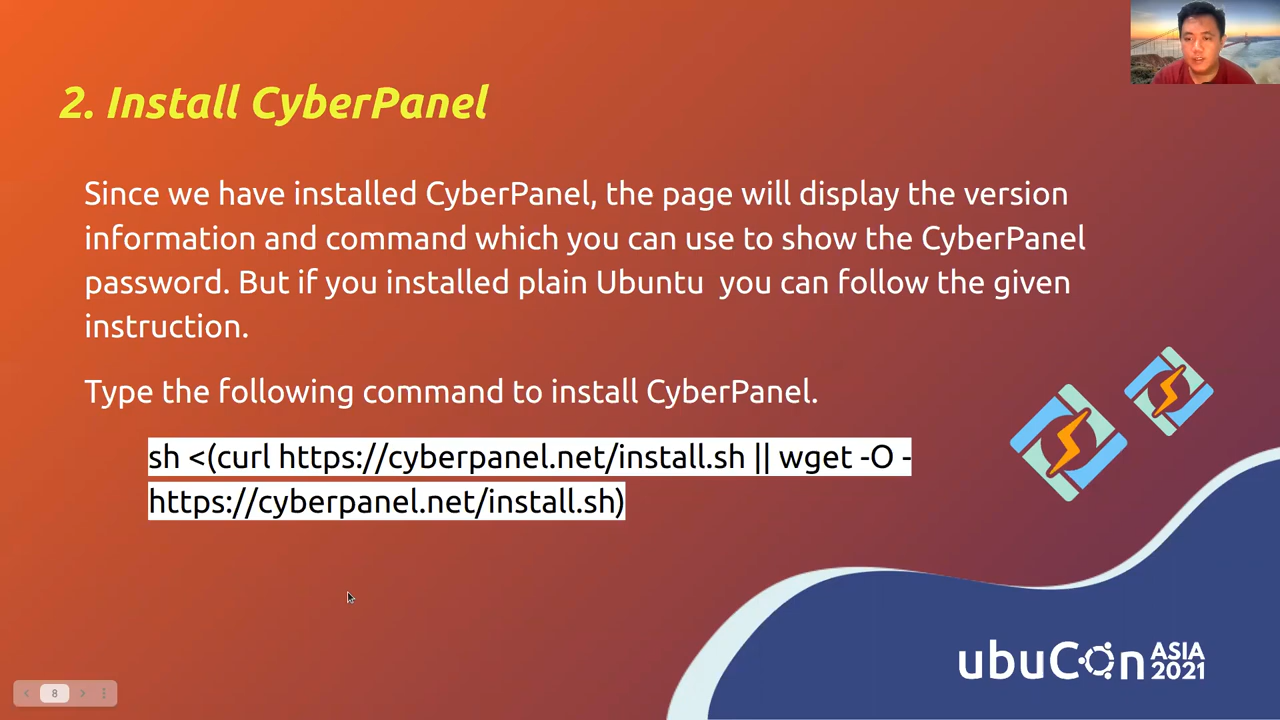 2. Install CyberPanel
Since we have installed CyberPanel, the page will display the version
information and command which you can use to show the CyberPanel
password. But if you installed plain Ubuntu  you can follow the given
instruction.
Type the following command to install CyberPanel.
sh <(curl https://cyberpanel.net/install.sh || wget -O -
https://cyberpanel.net/install.sh)
ubuCon ASIA
2021
8